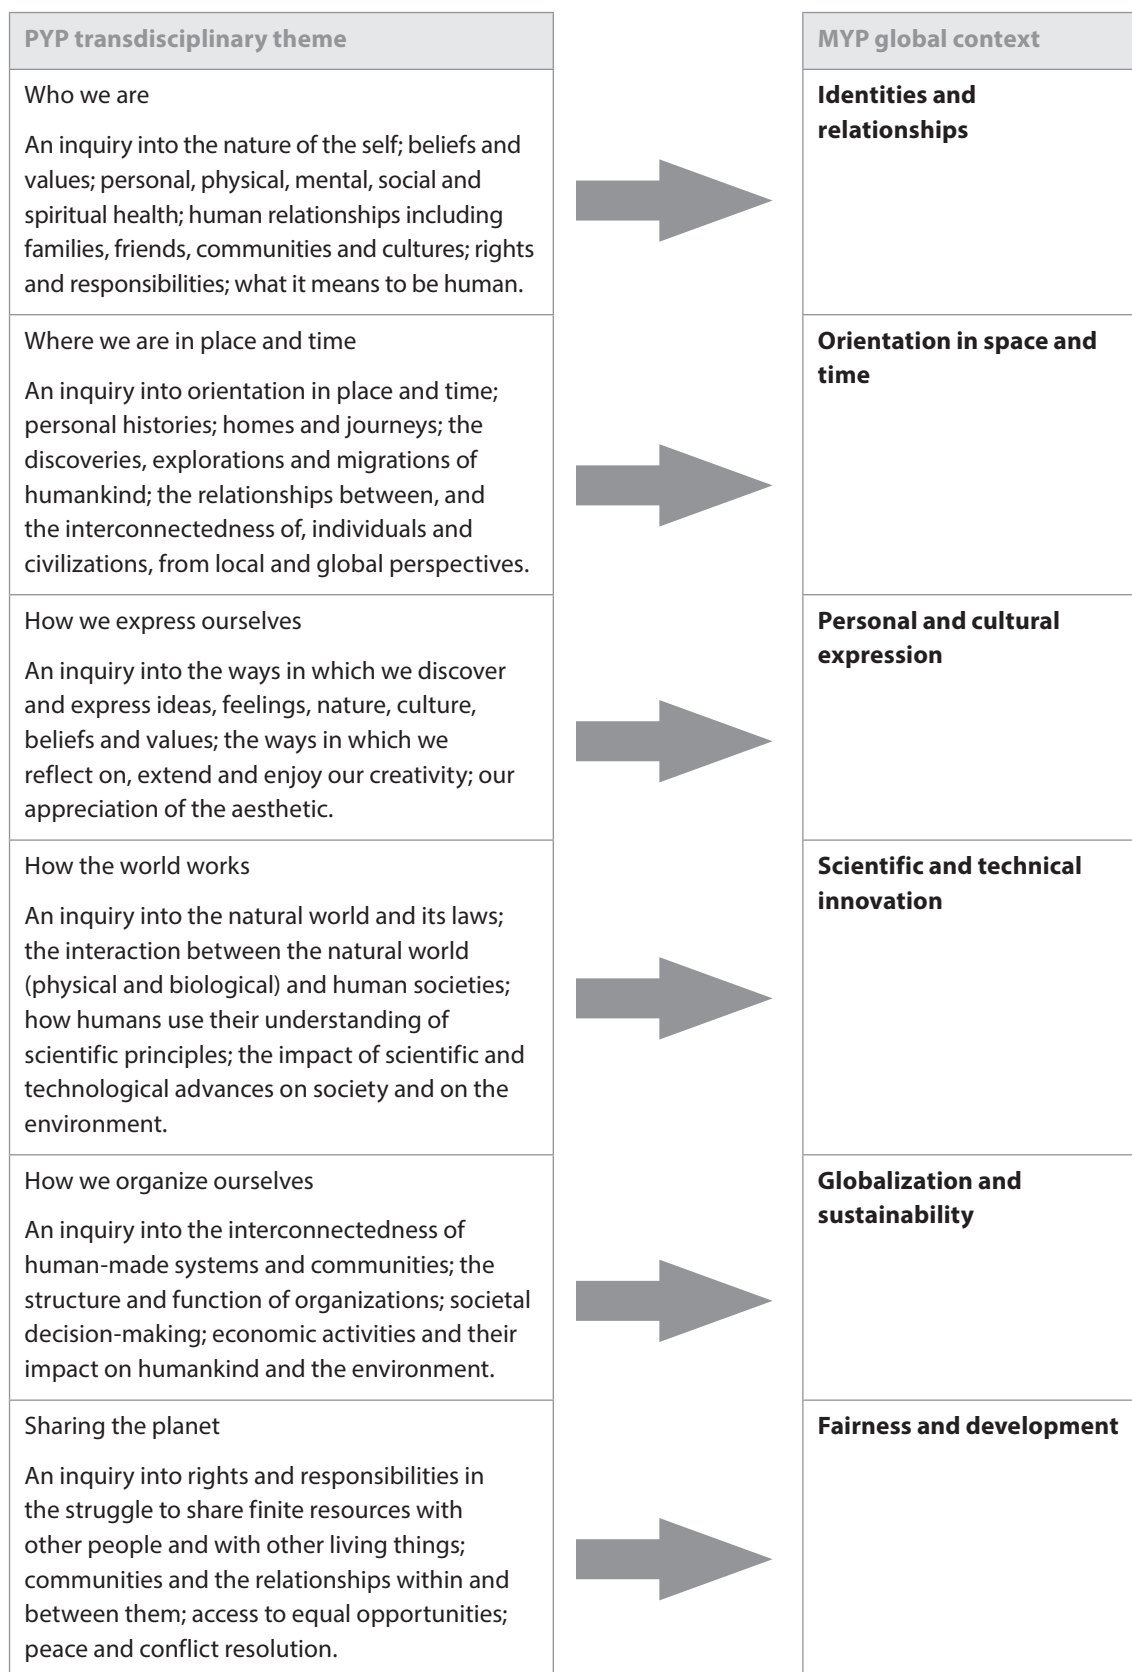 PYP transdisciplinary theme
MYP global context
Who we are
An inquiry into the nature of the self; beliefs and
values; personal, physical, mental, social and
spiritual health; human relationships including
families, friends, communities and cultures; rights
and responsibilities; what it means to be human.
Identities and
relationships
Where we are in place and time
An inquiry into orientation in place and time;
personal histories; homes and journeys; the
discoveries, explorations and migrations of
humankind; the relationships between, and
the interconnectedness of, individuals and
civilizations, from local and global perspectives.
Orientation in space and
time
How we express ourselves
An inquiry into the ways in which we discover
and express ideas, feelings, nature, culture,
beliefs and values; the ways in which we
reflect on, extend and enjoy our creativity; our
appreciation of the aesthetic.
Personal and cultural
expression
How the world works
An inquiry into the natural world and its laws;
the interaction between the natural world
(physical and biological) and human societies;
how humans use their understanding of
scientific principles; the impact of scientific and
technological advances on society and on the
environment.
Scientific and technical
innovation
How we organize ourselves
An inquiry into the interconnectedness of
human-made systems and communities; the
structure and function of organizations; societal
decision-making; economic activities and their
impact on humankind and the environment.
Globalization and
sustainability
Sharing the planet
An inquiry into rights and responsibilities in
the struggle to share finite resources with
other people and with other living things;
communities and the relationships within and
between them; access to equal opportunities;
peace and conflict resolution.
Fairness and development